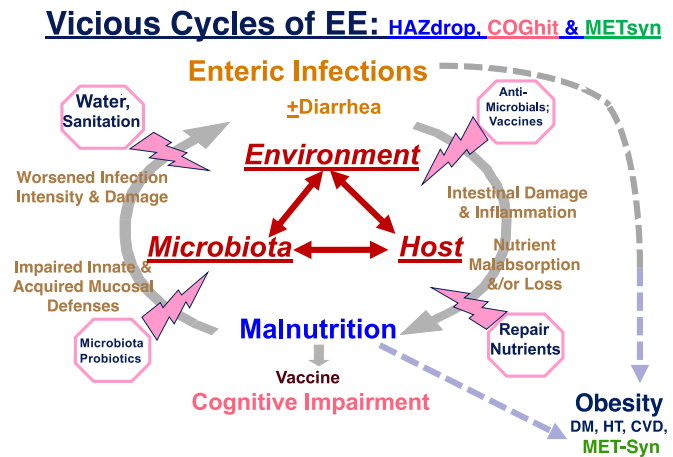 Vicious Cycles of EE: HAZdrop, COGhit & METsyn
Enteric Infections
±Diarrhea
Water,
Sanitation
Anti-
Microbials;
Vaccines
Environment
Worsened Infection
Intensity & Damage
Intestinal Damage
& Inflammation
Microbiota
Host
Nutrient
Malabsorption
&/or Loss
Impaired Innate &
Acquired Mucosal
Defenses
Malnutrition
Microbiota
Probiotics
Repair
Nutrients
Vaccine
Cognitive Impairment
Obesity
DM, HT, CVD,
MET-Syn